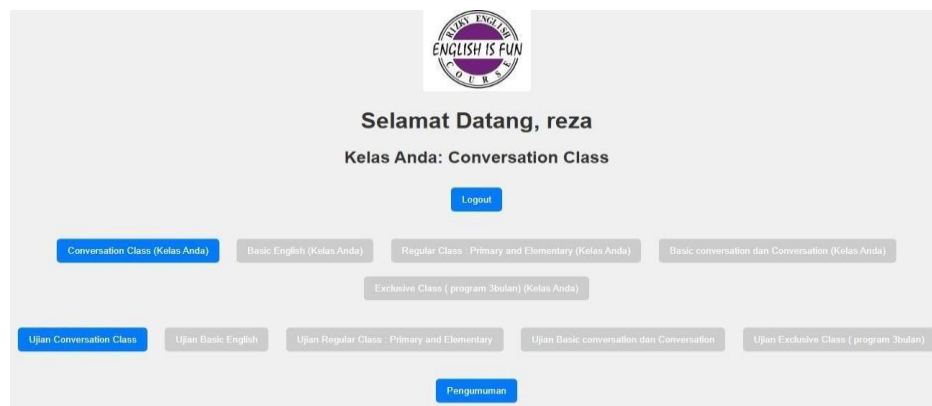 RIZKY ENGLISH
ENGLISH IS FUN
COURSE
Selamat Datang, reza
Kelas Anda: Conversation Class
Logout
Conversation Class (Kelas Anda) Basic English (Kelas Anda) Regular Class : Primary and Elementary (Kelas Anda) Basic conversation dan Conversation (Kelas Anda)
Exclusive Class ( program 3bulan) (Kelas Anda)
Ujian Conversation Class Ujian Basic English Ujian Regular Class : Primary and Elementary Ujian Basic conversation dan Conversation Ujian Exclusive Class ( program 3bulan)
Pengumuman